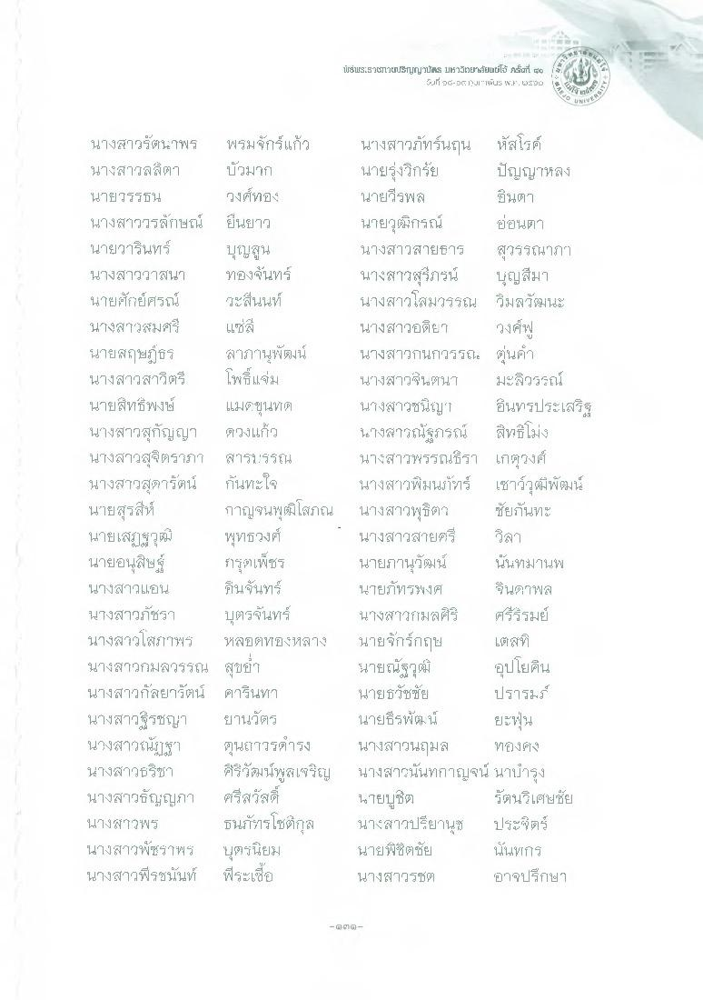 พิธีพระราชทานปริญญาบัตร มหาวิทยาลัยแม่โจ้ ครั้งที่ ๔๑
มหาวิทยาลัยแม่โจ้
MAEJO UNIVERSITY
นางสาวรัตนาพร พรมจักร์แก้ว
นางสาวลลิตา บัวมาก
นายวรรธน วงศ์ทอง
นางสาววรลักษณ์ ยืนยาว
นายวารินทร์ บุญสูน
นางสาววาสนา ทองจันทร์
นายศักย์ศรณ์ วะสีนนท์
นางสาวสมศรี แซ่ลี
นายสฤษฎ์ธร ลาภานุพัฒน์
นางสาวสาวิตรี โพธิ์แจ่ม
นายสิทธิพงษ์ แมดขุนทด
นางสาวสุกัญญา ดวงแก้ว
นางสาวสุจิตราภา สารบรรณ
นางสาวสุดารัตน์ กันทะใจ
นายสุรสีห์ กาญจนพุฒิโสภณ
นายเสฏฐวุฒิ พุทธวงศ์
นายอนุสิษฐ์ กรุดเพ็ชร
นางสาวแอน ดินจันทร์
นางสาวภัชรา บุตรจันทร์
นางสาวโสภาพร หลอดทองหลาง
นางสาวกมลวรรณ สุขย่ำ
นางสาวกัลยารัตน์ คารินทา
นางสาวฐิรชญา ยานวัตร
นางสาวณัฏฐา ตุนถาวรดำรง
นางสาวธริชา ศิริวัฒน์พูลเจริญ
นางสาวธัญญภา ศรีสวัสดิ์
นางสาวพร ธนภัทรโชติกุล
นางสาวพัชราพร บุตรนิยม
นางสาวพีรชนันท์ พีระเชื้อ
นางสาวภัทร์นฤน หัสโรค์
นายรุ่งวิกรัย ปัญญาหลง
นายวีรพล อินตา
นายวุฒิกรณ์ อ่อนตา
นางสาวสายธาร สุวรรณาภา
นางสาวสุรีภรณ์ บุญสีมา
นางสาวโสมวรรณ วิมลวัฒนะ
นางสาวอติยา วงศ์ฟู
นางสาวกนกวรรณ ตุ่นคำ
นางสาวจินตนา มะลิวรรณ์
นางสาวชนิญา อินทรประเสริฐ
นางสาวณัฐภรณ์ สิทธิโม่ง
นางสาวพรรณธิรา เกตุวงศ์
นางสาวพิมนภัทร์ เชาว์วุฒิพัฒน์
นางสาวพุธิตา ชัยกันทะ
นางสาวสายศรี วิลา
นายภานุวัฒน์ นันทมานพ
นายภัทรพงศ จินดาพล
นางสาวกมลศิริ ศรีริรมย์
นายจักร์กฤษ เตสทิ
นายณัฐวุฒิ อุปโยคิน
นายธวัชชัย ปรารมภ์
นายธีรพัฒน์ ยะฟุ่น
นางสาวนฤมล ทองคง
นางสาวนันทกาญจน์ นาบำรุง
นายบูชิต รัตนวิเศษชัย
นางสาวปรียานุช ประจิตร์
นายพิชิตชัย นันทกร
นางสาวรชต อาจปรึกษา
-๑๓๑-